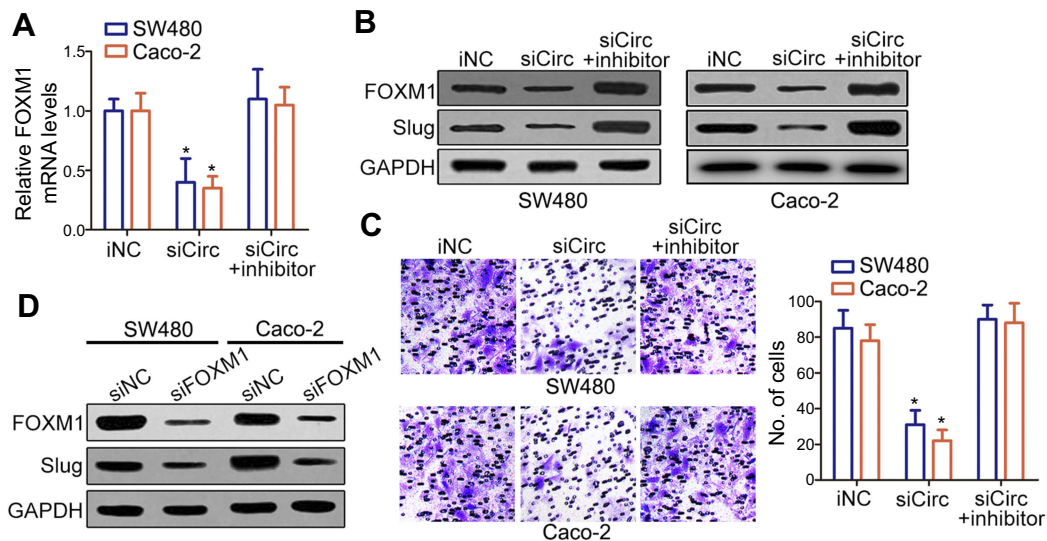 A
SW480
Caco-2
Relative FOXM1
mRNA levels
1.5
1.0
0.5
0.0
*
*
iNC
siCirc
siCirc
+inhibitor
B
iNC
siCirc
siCirc
+inhibitor
iNC
siCirc
siCirc
+inhibitor
FOXM1
Slug
GAPDH
SW480
Caco-2
C
iNC
siCirc
siCirc
+inhibitor
SW480
Caco-2
SW480
Caco-2
No. of cells
100
80
60
40
20
0
*
*
iNC
siCirc
siCirc
+inhibitor
D
SW480
Caco-2
siNC
siFOXM1
siNC
siFOXM1
FOXM1
Slug
GAPDH